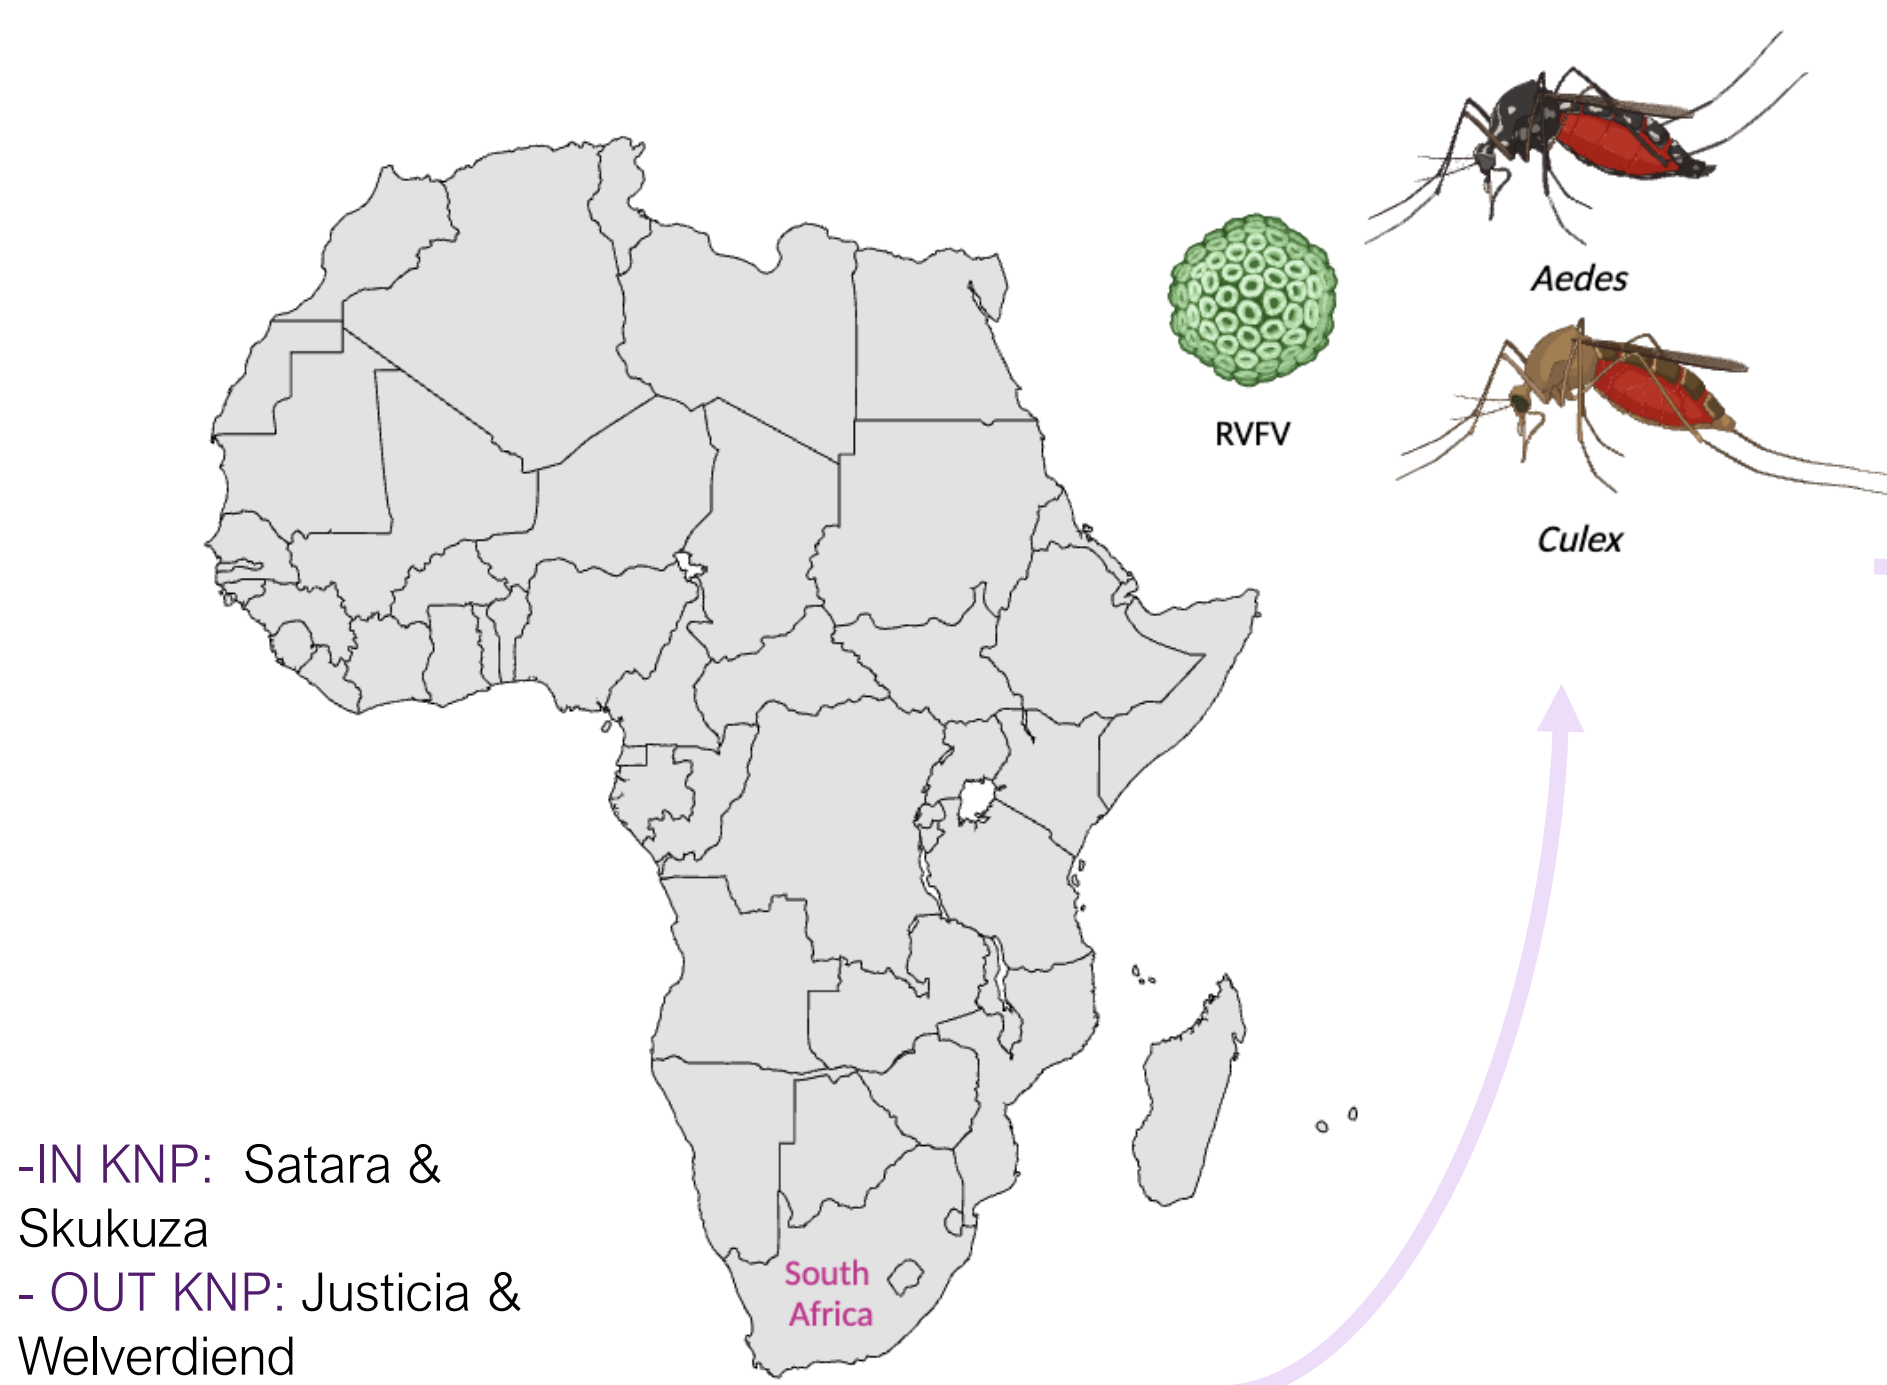 Aedes
RVFV
Culex
-IN KNP: Satara &
Skukuza
- OUT KNP: Justicia &
Welverdiend
South
Africa